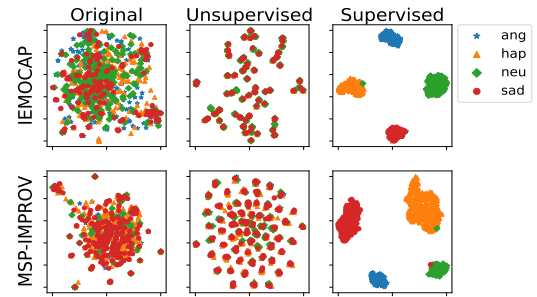 Original Unsupervised Supervised
IEMOCAP
MSP-IMPROV
ang
hap
neu
sad